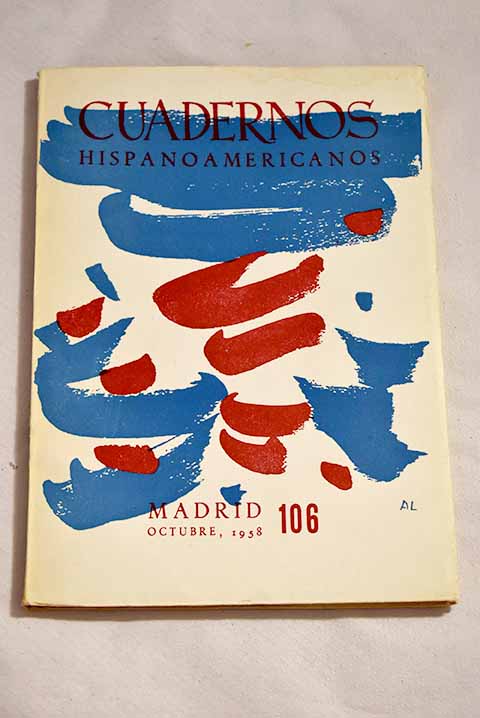 CUADERNOS
HISPANOAMERICANOS
MADRID 106
OCTUBRE, 1958
AL